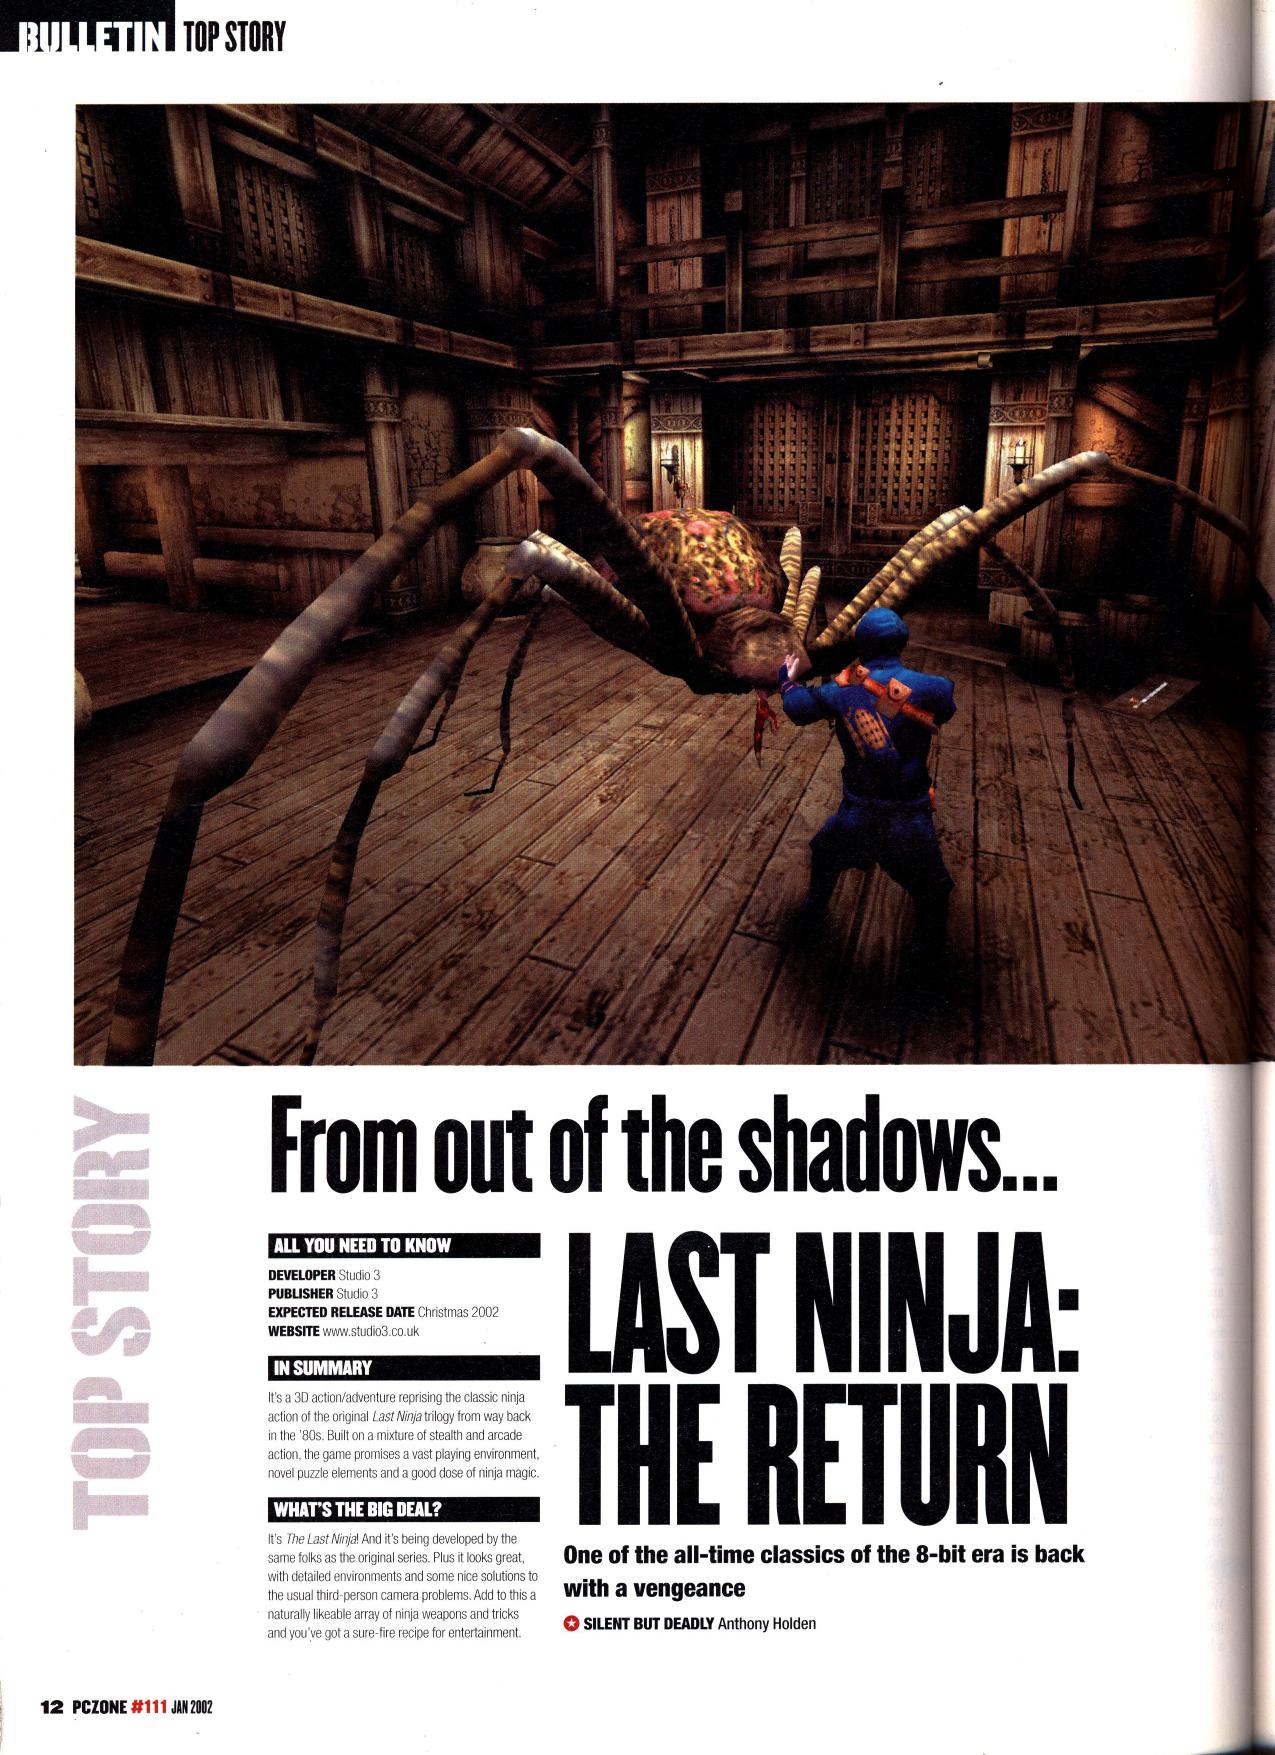 BULLETIN TOP STORY
TOP STORY
From out of the shadows...
ALL YOU NEED TO KNOW
DEVELOPER Studio 3
PUBLISHER Studio 3
EXPECTED RELEASE DATE Christmas 2002
WEBSITE www.studio3.co.uk
IN SUMMARY
It's a 3D action/adventure reprising the classic ninja
action of the original Last Ninja trilogy from way back
in the '80s. Built on a mixture of stealth and arcade
action, the game promises a vast playing environment,
novel puzzle elements and a good dose of ninja magic.
WHAT'S THE BIG DEAL?
It's The Last Ninja! And it's being developed by the
same folks as the original series. Plus it looks great,
with detailed environments and some nice solutions to
the usual third-person camera problems. Add to this a
naturally likeable array of ninja weapons and tricks
and you've got a sure-fire recipe for entertainment.
LAST NINJA:
THE RETURN
One of the all-time classics of the 8-bit era is back
with a vengeance
SILENT BUT DEADLY Anthony Holden
12 PCZONE #111 JAN 2002